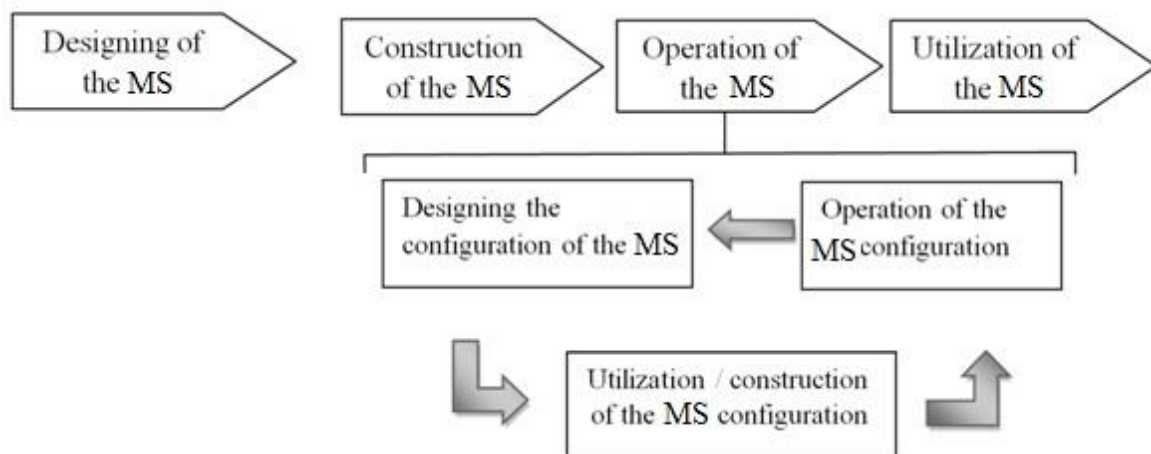 Designing of
the MS
Construction
of the MS
Operation of
the MS
Utilization of
the MS
Designing the
configuration of the MS
Operation of the
MS configuration
Utilization / construction
of the MS configuration